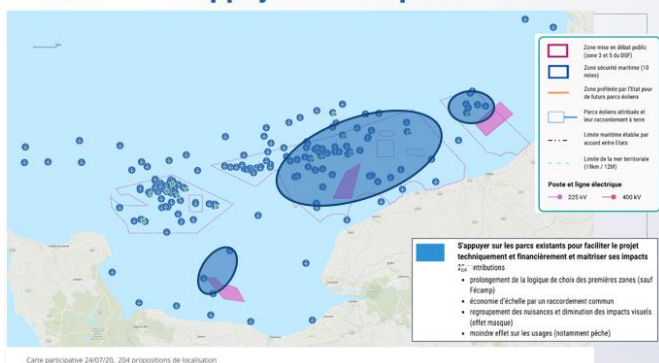 Zone mise en débat public
(zone 3 et 5 du DSF)
Zone sécurité maritime (10
miles)
Zone préférée par l'Etat pour
de futurs parcs éoliens
Parcs éoliens attribués et
leur raccordement à terre
Limite maritime établie par
accord entre Etats
Limite de la mer territoriale
(19km / 12M)
Poste et ligne électrique
225 kV
400 kV
S'appuyer sur les parcs existants pour faciliter le projet
techniquement et financièrement et maitriser ses impacts
ntributions
• prolongement de la logique de choix des premières zones (sauf
Fécamp)
• économie d'échelle par un raccordement commun
• regroupement des nuisances et diminution des impacts visuels
(effet masque)
• moindre effet sur les usages (notamment pêche)
Carte participative 24/07/20, 204 propositions de localisation